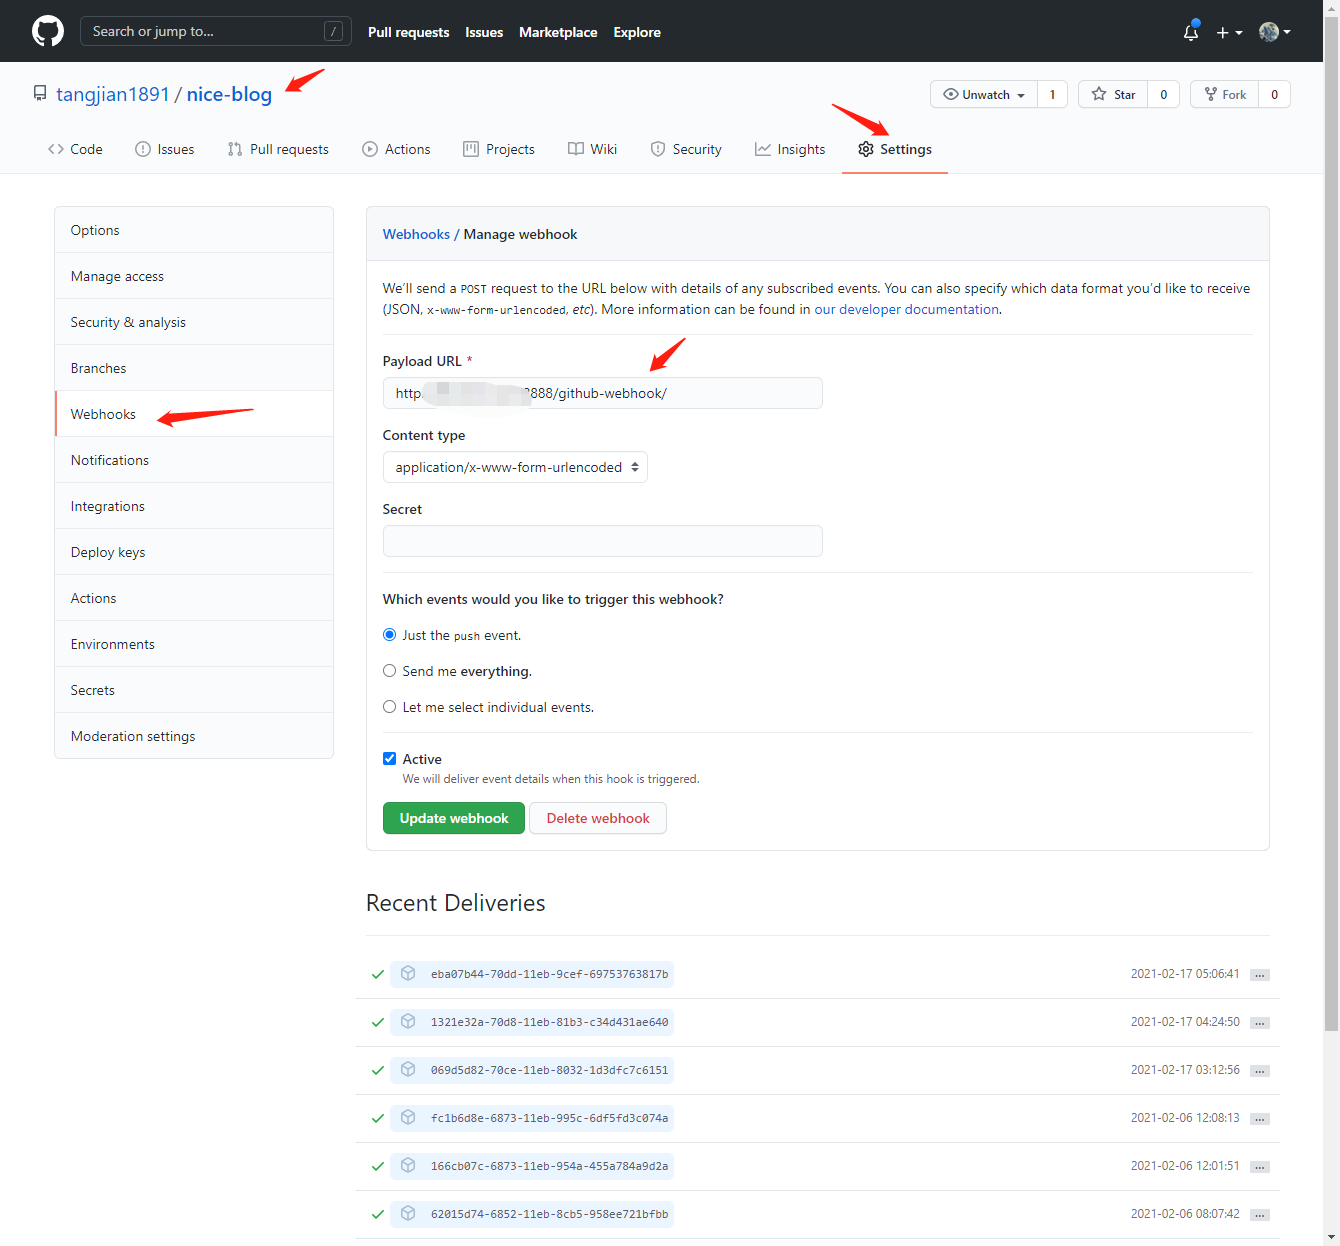 Search or jump to... /
Pull requests Issues Marketplace Explore
tangjian1891 / nice-blog
Unwatch 1 Star 0 Fork 0
Code Issues Pull requests Actions Projects Wiki Security Insights Settings
Options
Manage access
Security & analysis
Branches
Webhooks
Notifications
Integrations
Deploy keys
Actions
Environments
Secrets
Moderation settings
Webhooks / Manage webhook
We'll send a POST request to the URL below with details of any subscribed events. You can also specify which data format you'd like to receive
(JSON, x-www-form-urlencoded, etc). More information can be found in our developer documentation.
Payload URL *
http 888/github-webhook/
Content type
application/x-www-form-urlencoded
Secret
Which events would you like to trigger this webhook?
Just the push event.
Send me everything.
Let me select individual events.
Active
We will deliver event details when this hook is triggered.
Update webhook Delete webhook
Recent Deliveries
eba07b44-70dd-11eb-9cef-69753763817b 2021-02-17 05:06:41 ...
1321e32a-70d8-11eb-81b3-c34d431ae640 2021-02-17 04:24:50 ...
069d5d82-70ce-11eb-8032-1d3dfc7c6151 2021-02-17 03:12:56 ...
fc1b6d8e-6873-11eb-995c-6df5fd3c074a 2021-02-06 12:08:13 ...
166cb07c-6873-11eb-954a-455a784a9d2a 2021-02-06 12:01:51 ...
62015d74-6852-11eb-8cb5-958ee721bfbb 2021-02-06 08:07:42 ...